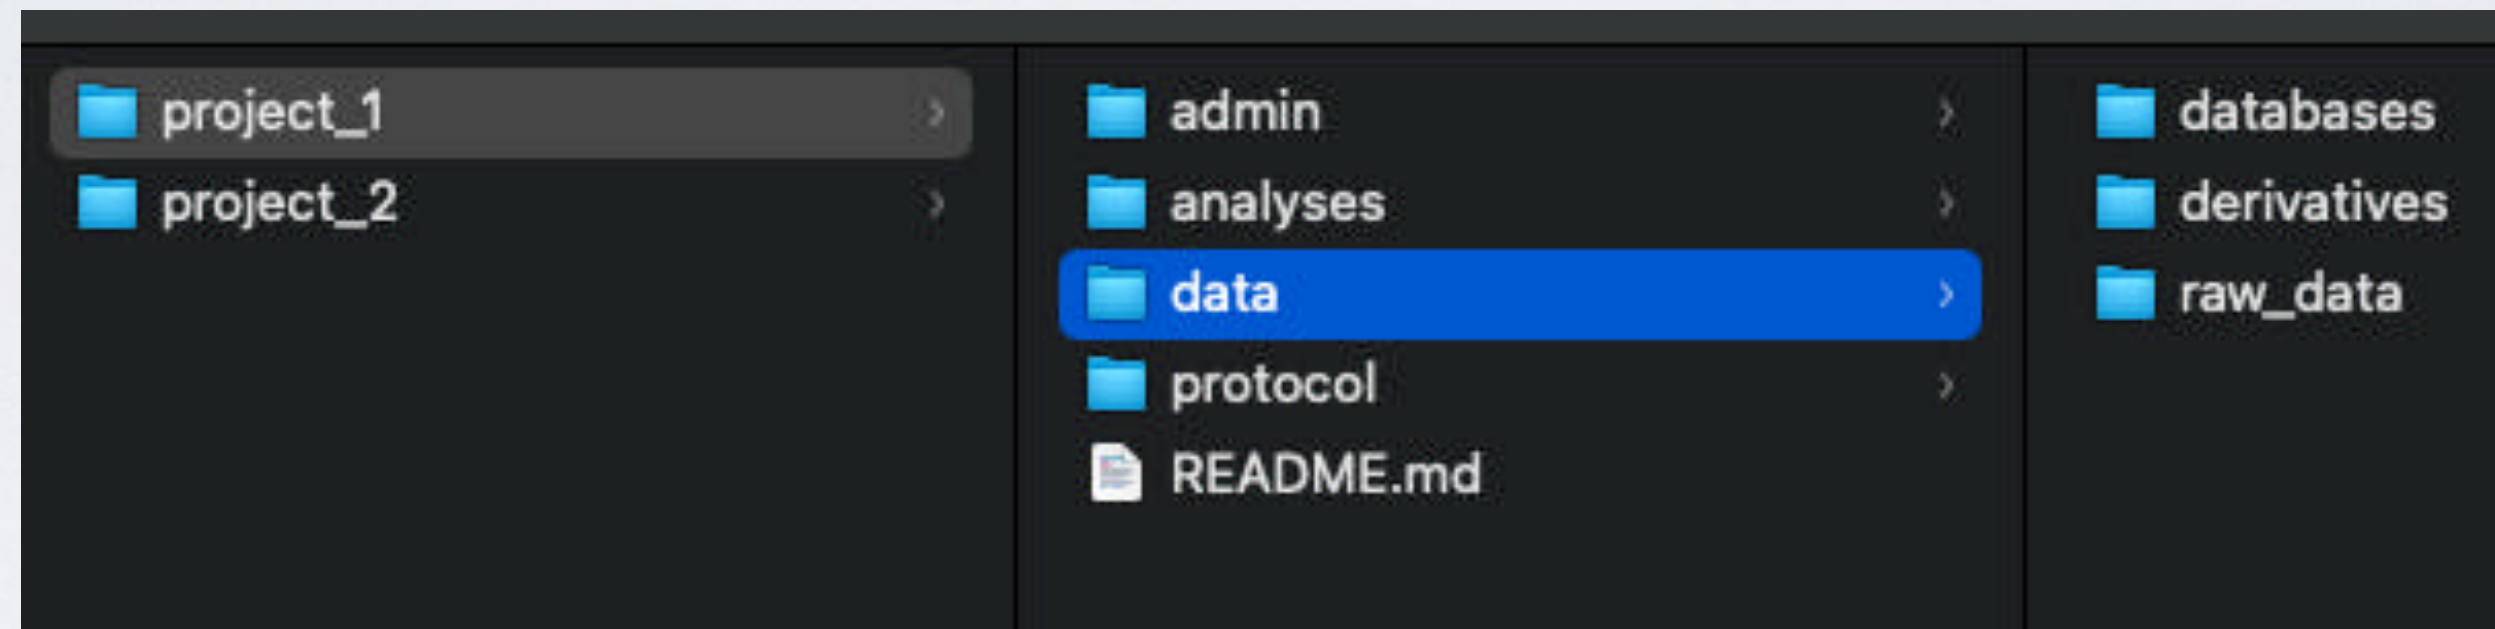 project_1
project_2
admin
analyses
data
protocol
README.md
databases
derivatives
raw_data